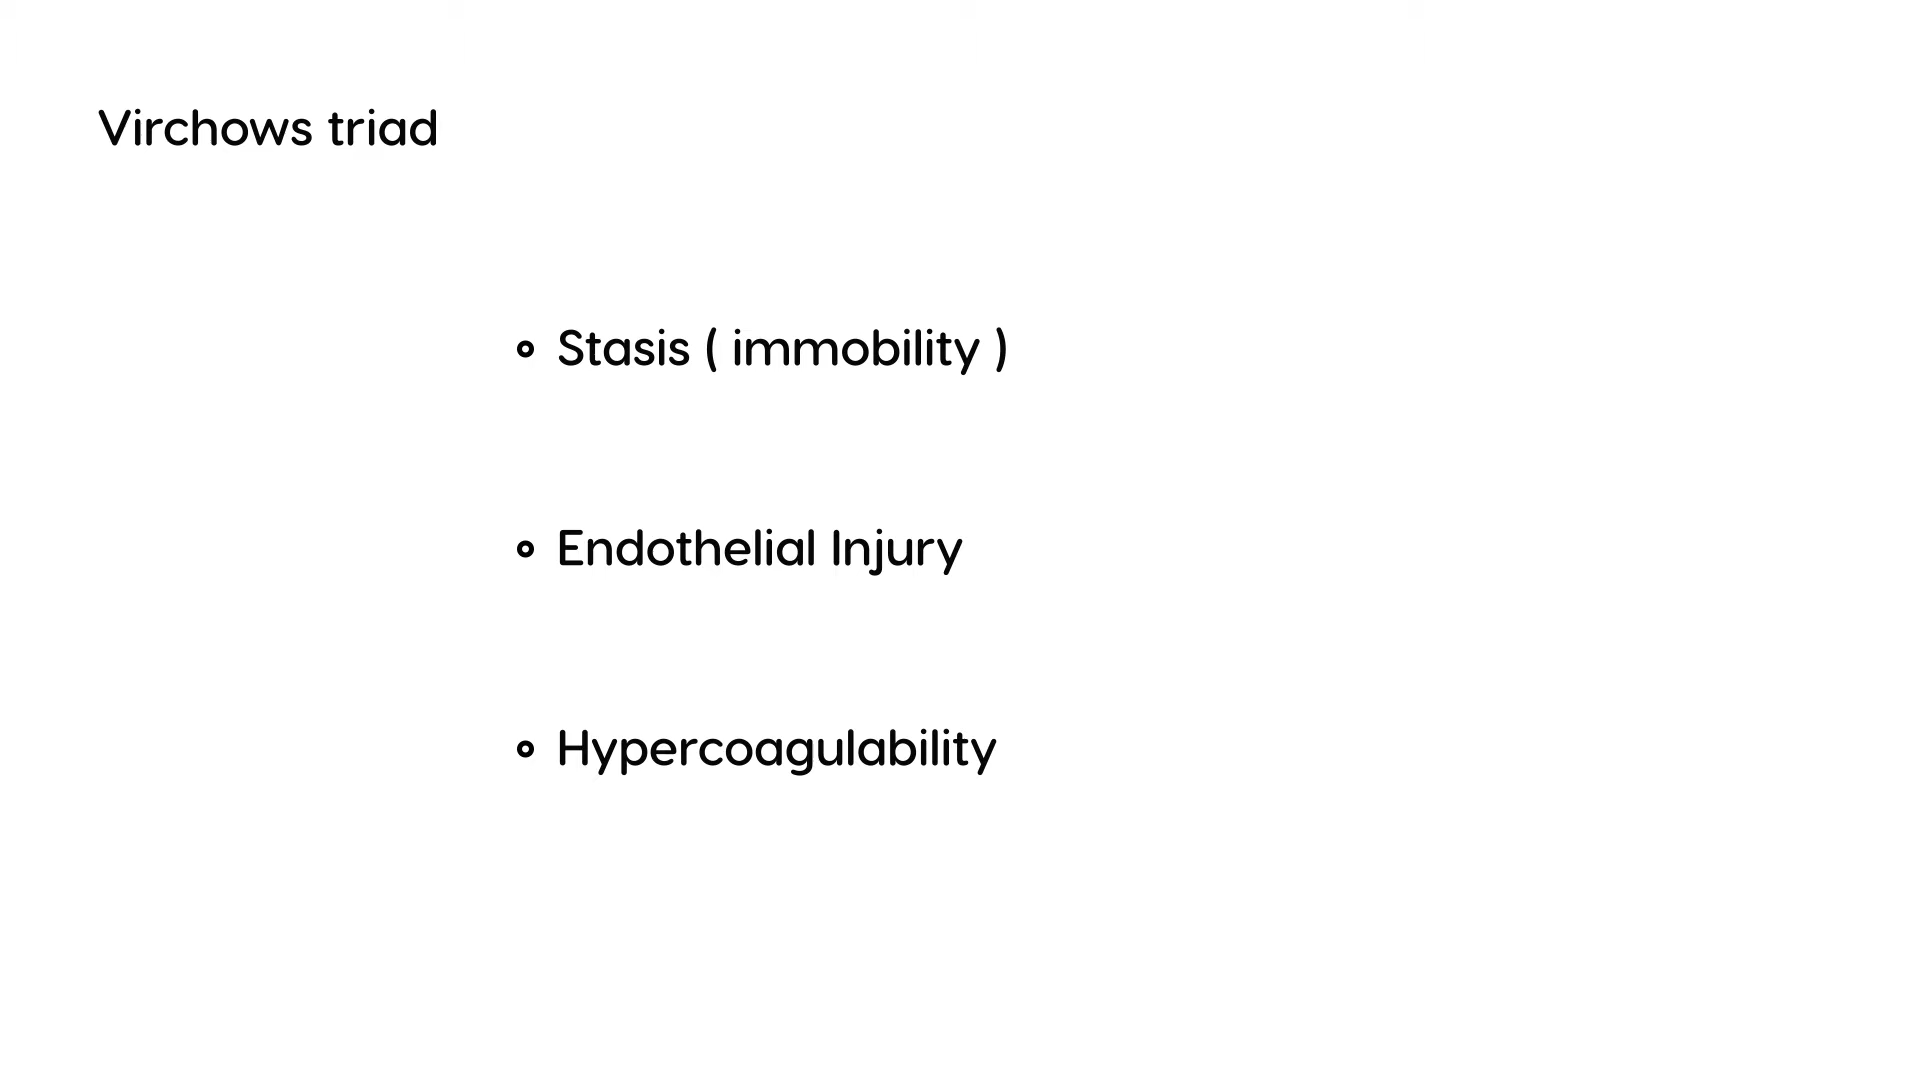 Virchows triad
Stasis ( immobility )
Endothelial Injury
Hypercoagulability